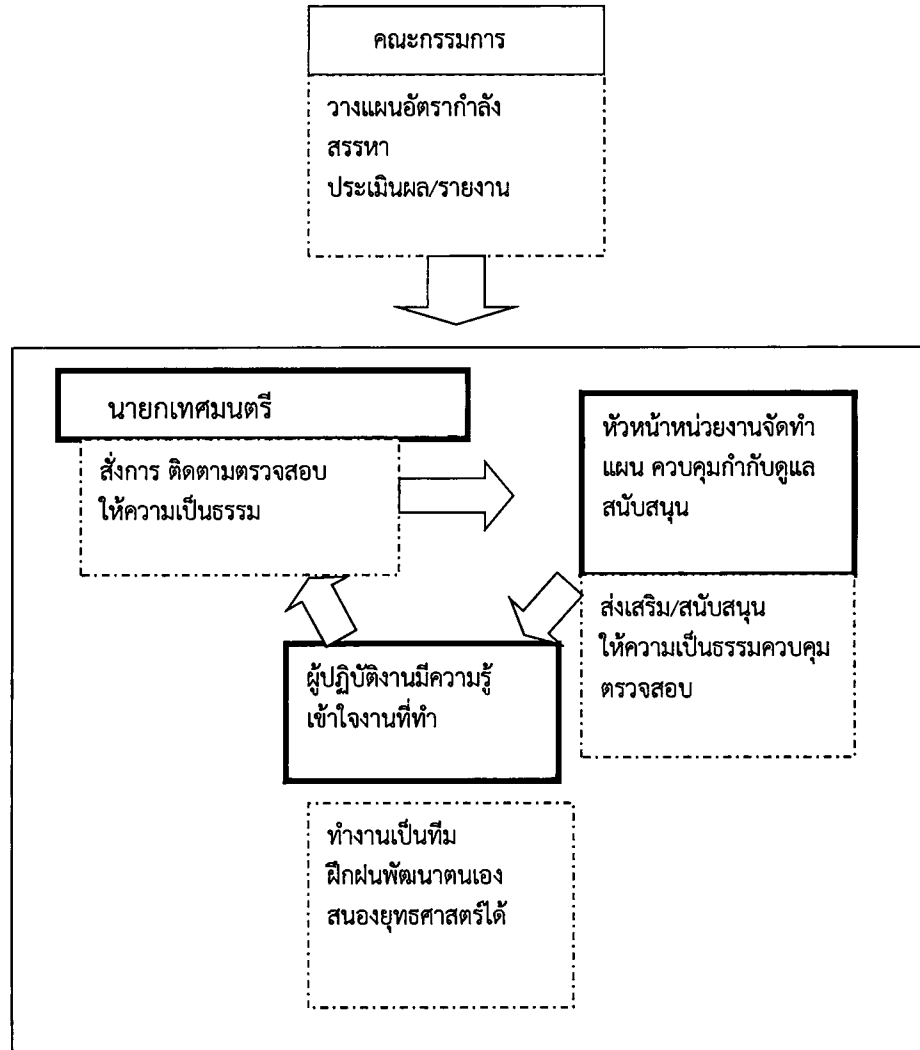 คณะกรรมการ
วางแผนอัตรากำลัง
สรรหา
ประเมินผล/รายงาน
นายกเทศมนตรี
สั่งการ ติดตามตรวจสอบ
ให้ความเป็นธรรม
หัวหน้าหน่วยงานจัดทำ
แผน ควบคุมกำกับดูแล
สนับสนุน
ส่งเสริม/สนับสนุน
ให้ความเป็นธรรมควบคุม
ตรวจสอบ
ผู้ปฏิบัติงานมีความรู้
เข้าใจงานที่ทำ
ทำงานเป็นทีม
ฝึกฝนพัฒนาตนเอง
สนองยุทธศาสตร์ได้